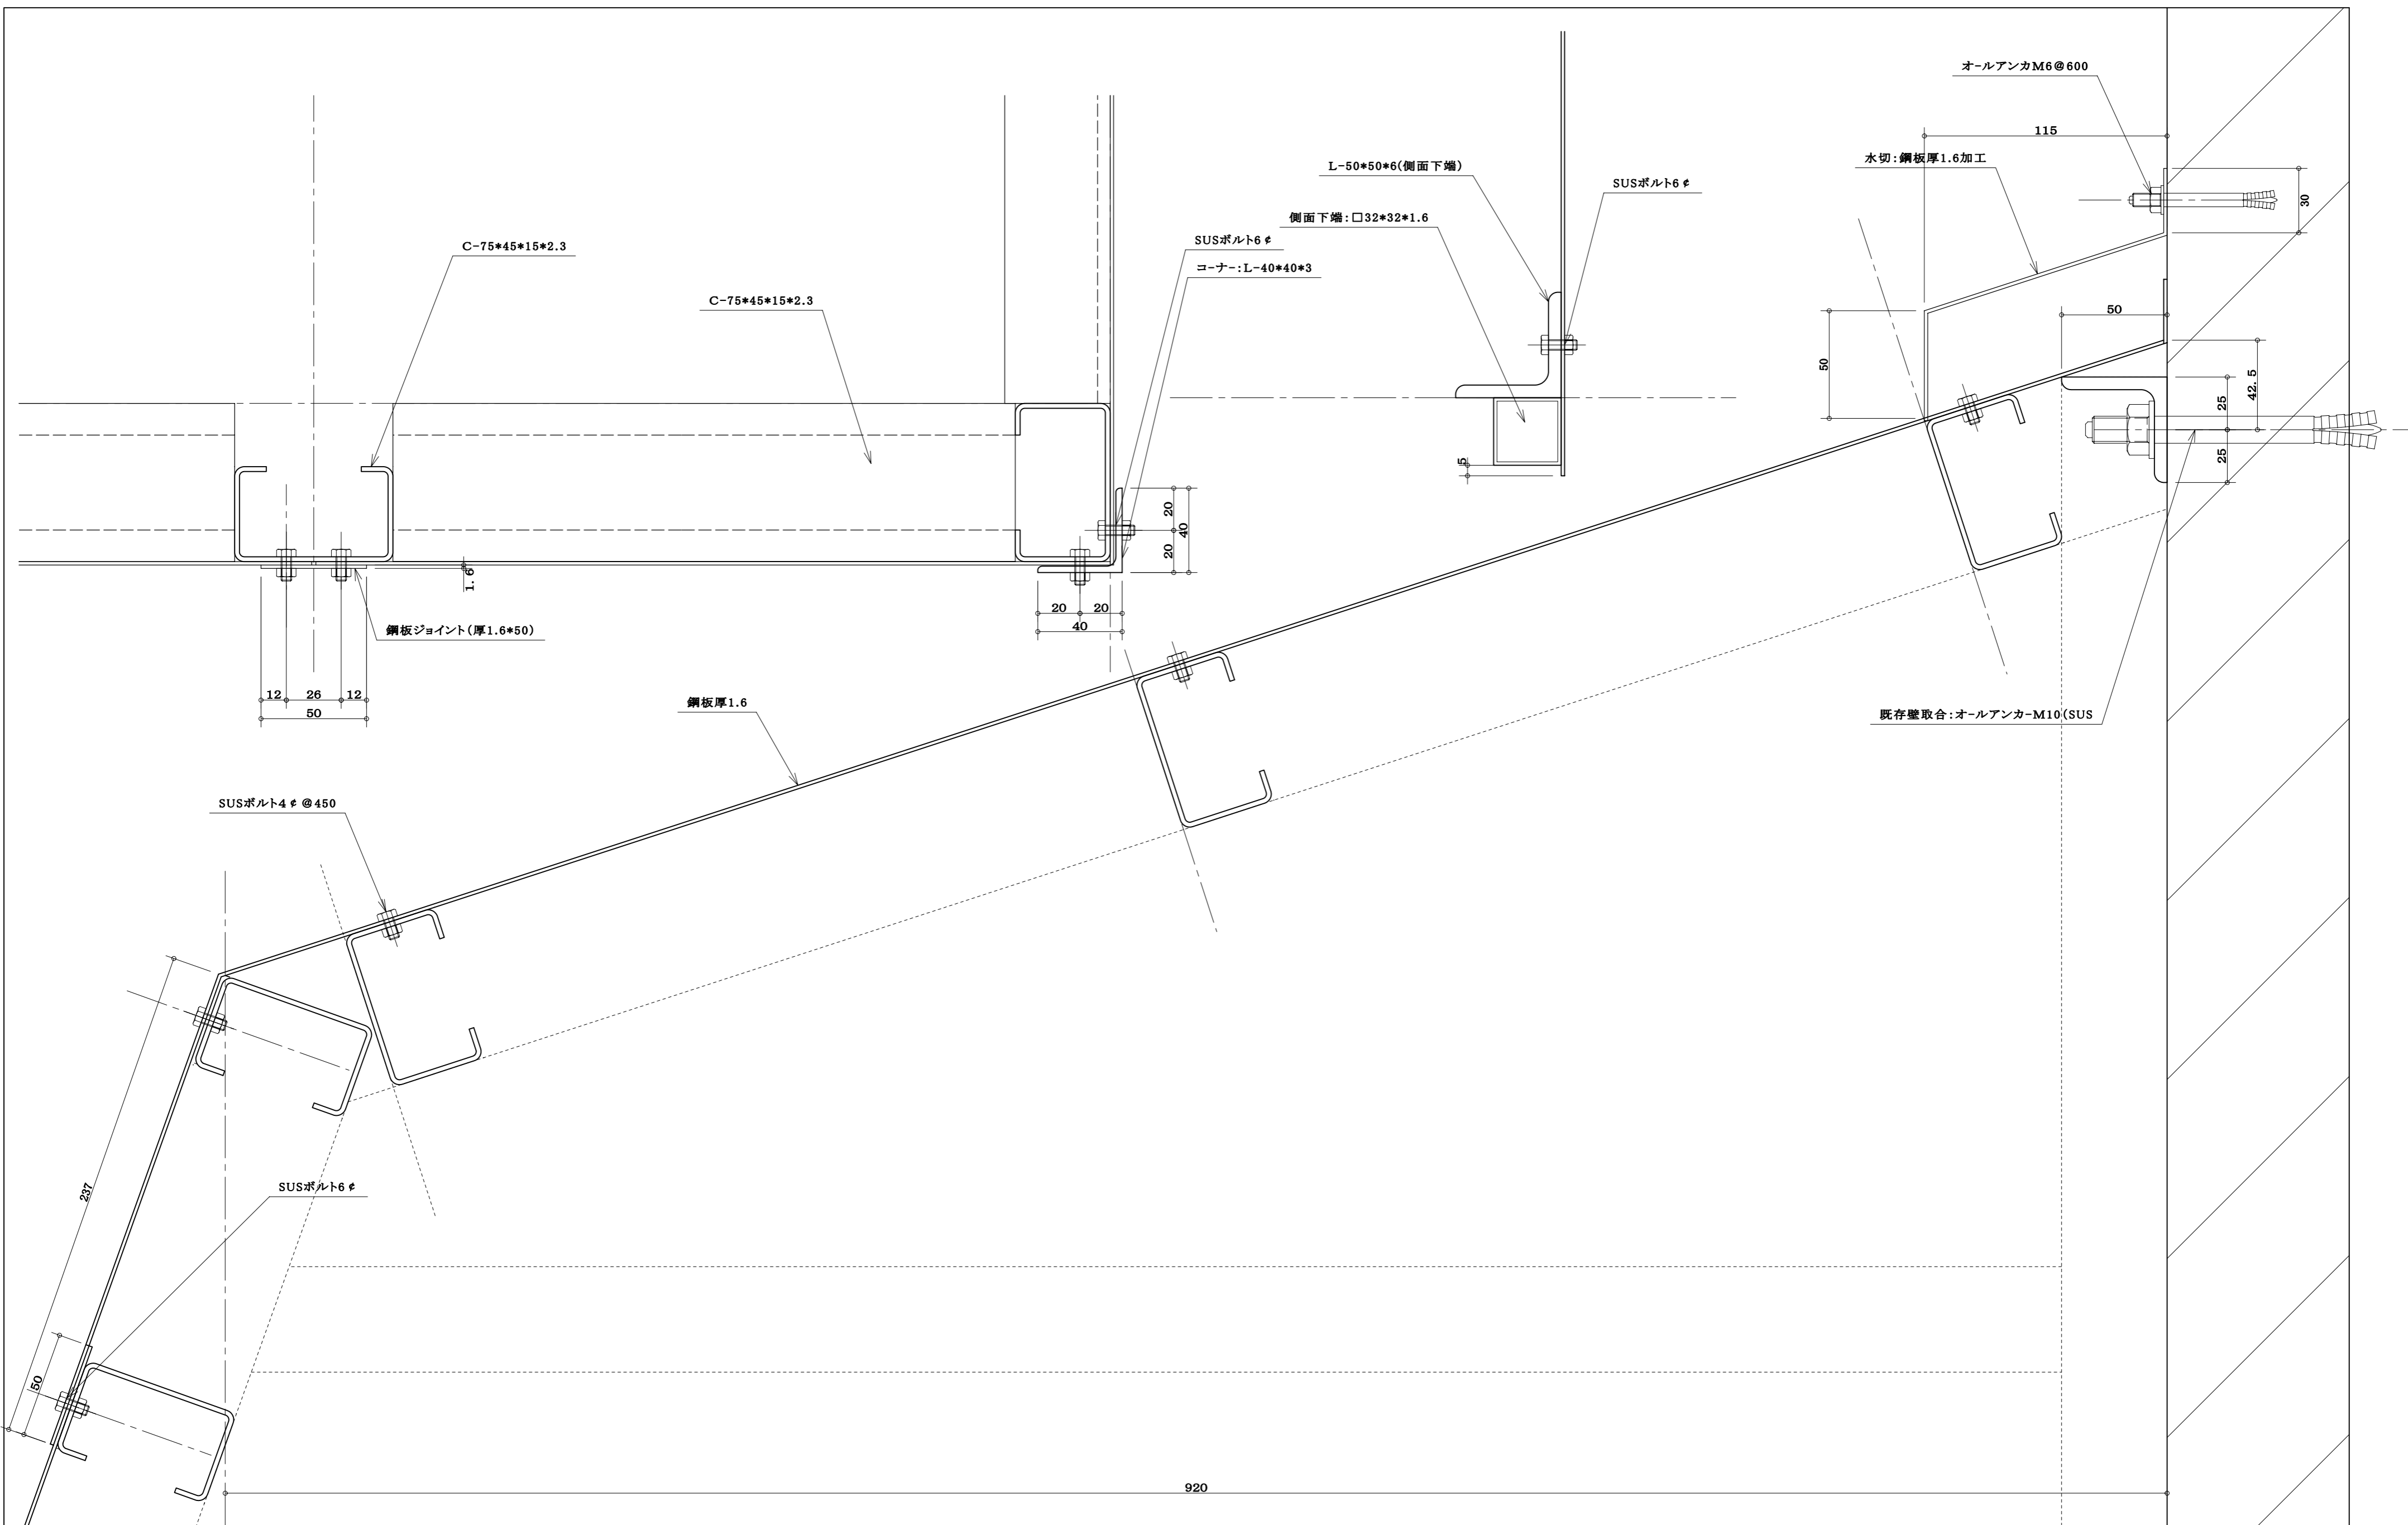 オールアンカM6@600
115
水切:鋼板厚1.6加工
L-50*50*6(側面下端)
SUSボルト6¢
30
側面下端:□32*32*1.6
SUSボルト6¢
C-75*45*15*2.3
コーナー:L-40*40*3
C-75*45*15*2.3
50
50
42.5
25
25
5
20
40
20
1.6
20
20
40
鋼板ジョイント(厚1.6*50)
12
26
12
50
鋼板厚1.6
既存壁取合:オールアンカ-M10(SUS
SUSボルト4¢@450
237
SUSボルト6¢
50
920